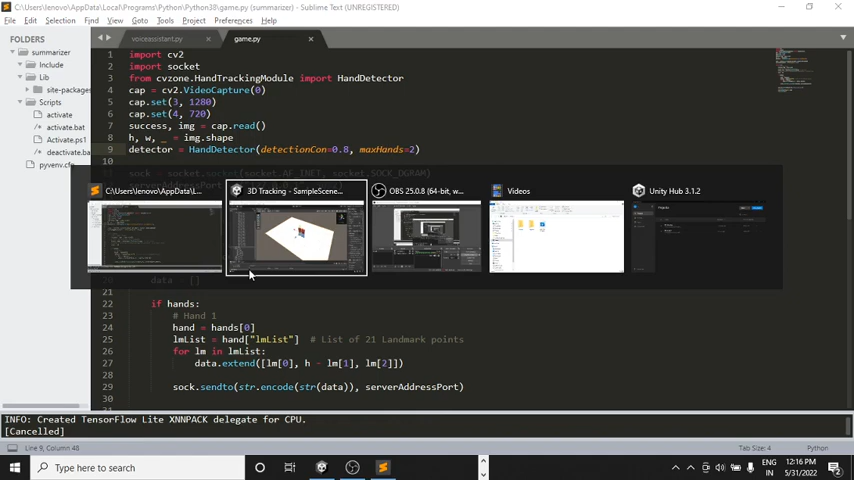 C:\Users\lenovo\AppData\Local\Programs\Python\Python38\game.py (summarizer) - Sublime Text (UNREGISTERED)
File Edit Selection Find View Goto Tools Project Preferences Help
FOLDERS
summarizer
Include
Lib
site-packages
Scripts
activate
activate.bat
Activate.ps1
deactivate.ba
pyvenv.cfg
voiceassistant.py
game.py
1 import cv2
2 import socket
3 from cvzone.HandTrackingModule import HandDetector
4 cap = cv2.VideoCapture(0)
5 cap.set(3, 1280)
6 cap.set(4, 720)
7 success, img = cap.read()
8 h, w, _ = img.shape
9 detector = HandDetector(detectionCon=0.8, maxHands=2)
10
sock = socket.socket(socket.AF_INET, socket.SOCK_DGRAM)
C:\Users\lenovo\AppData\L...
3D Tracking - SampleScene...
OBS 25.0.8 (64-bit, w...
Videos
Unity Hub 3.1.2
data
22 if hands:
23 # Hand 1
24 hand = hands[0]
25 lmList = hand["lmList"] # List of 21 Landmark points
26 for lm in lmList:
27 data.extend([lm[0], h - lm[1], lm[2]])
28
29 sock.sendto(str.encode(str(data)), serverAddressPort)
30
INFO: Created TensorFlow Lite XNNPACK delegate for CPU.
[Cancelled]
Line 9, Column 48
Tab Size: 4
Python
Type here to search
ENG
IN
12:16 PM
5/31/2022
2